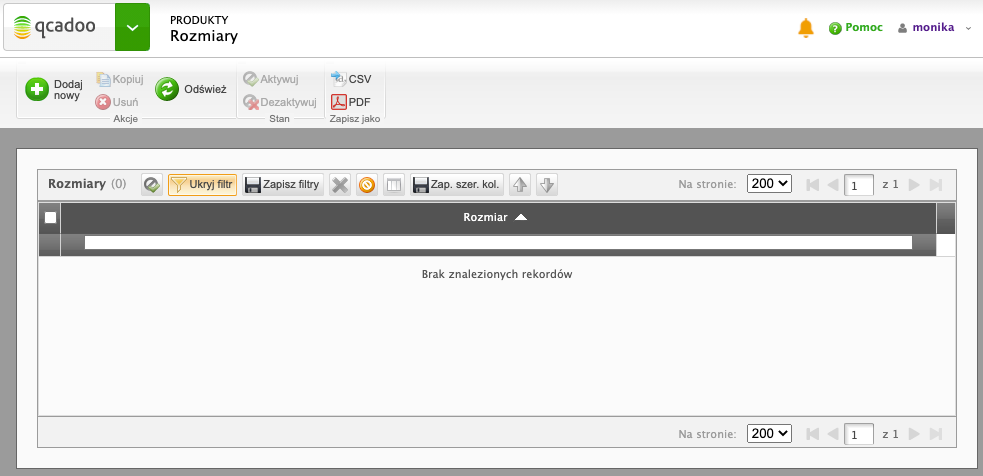 qcadoo
PRODUKTY
Rozmiary
Pomoc
monika
Dodaj nowy
Kopiuj
Usuń
Odśwież
Akcje
Aktywuj
Dezaktywuj
Stan
CSV
PDF
Zapisz jako
Rozmiary (0)
Ukryj filtr
Zapisz filtry
Zap. szer. kol.
Na stronie: 200 1 z 1
Rozmiar
Brak znalezionych rekordów
Na stronie: 200 1 z 1